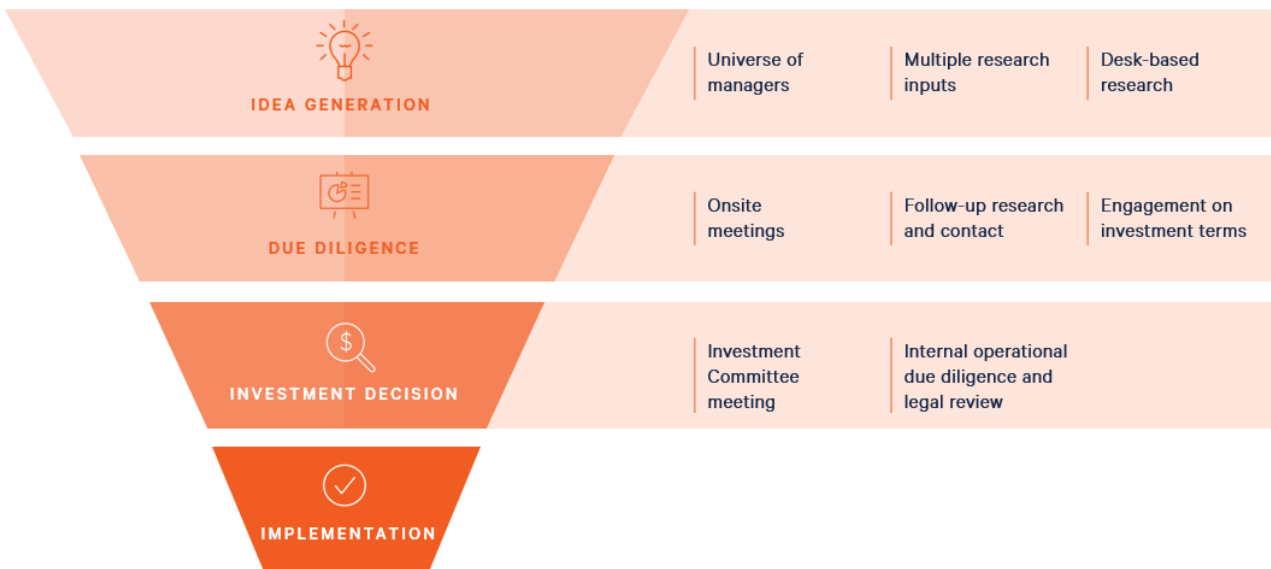 IDEA GENERATION
Universe of
managers
Multiple research
inputs
Desk-based
research
DUE DILIGENCE
Onsite
meetings
Follow-up research
and contact
Engagement on
investment terms
$
INVESTMENT DECISION
Investment
Committee
meeting
Internal operational
due diligence and
legal review
IMPLEMENTATION